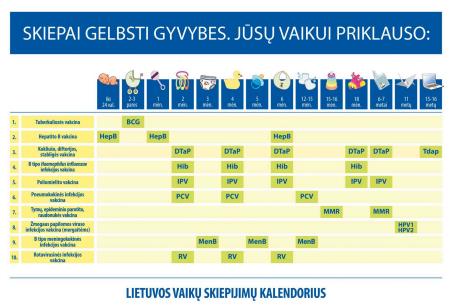 SKIEPAI GELBSTI GYVYBES. JŪSŲ VAIKUI PRIKLAUSO:
Iki 24 val. 2-3 paros 1 mėn. 2 mėn. 3 mėn. 4 mėn. 5 mėn. 6 mėn. 12-15 mėn. 15-16 mėn. 18 mėn. 6-7 metai 11 metų 15-16 metų
1. Tuberkuliozės vakcina BCG
2. Hepatito B vakcina HepB HepB HepB
3. Kokliušo, difterijos, stabligės vakcina DTaP DTaP DTaP DTaP DTaP Tdap
4. B tipo Haemophilus influenzae infekcijos vakcina Hib Hib Hib Hib
5. Poliomielito vakcina IPV IPV IPV IPV IPV
6. Pneumokokinės infekcijos vakcina PCV PCV PCV
7. Tymų, epideminio parotito, raudonukės vakcina MMR MMR
8. Žmogaus papilomos viruso infekcijos vakcina (mergaitėms) HPV1 HPV2
9. B tipo meningokokinės infekcijos vakcina MenB MenB MenB
10. Rotavirusinės infekcijos vakcina RV RV RV
LIETUVOS VAIKŲ SKIEPIJIMŲ KALENDORIUS